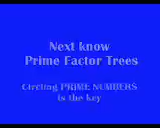 Next know
Prime Factor Trees
Circling PRIME NUMBERS
is the key